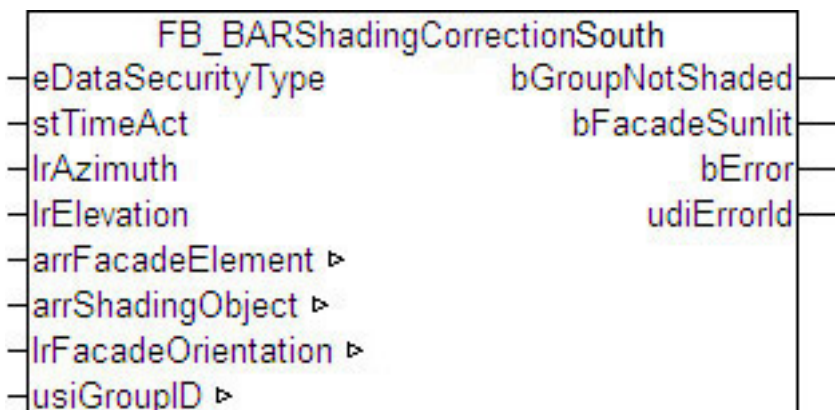 FB_BARShadingCorrectionSouth
eDataSecurityType bGroupNotShaded
stTimeAct bFacadeSunlit
lrAzimuth bError
lrElevation udiErrorId
arrFacadeElement ▷
arrShadingObject ▷
lrFacadeOrientation ▷
usiGroupID ▷